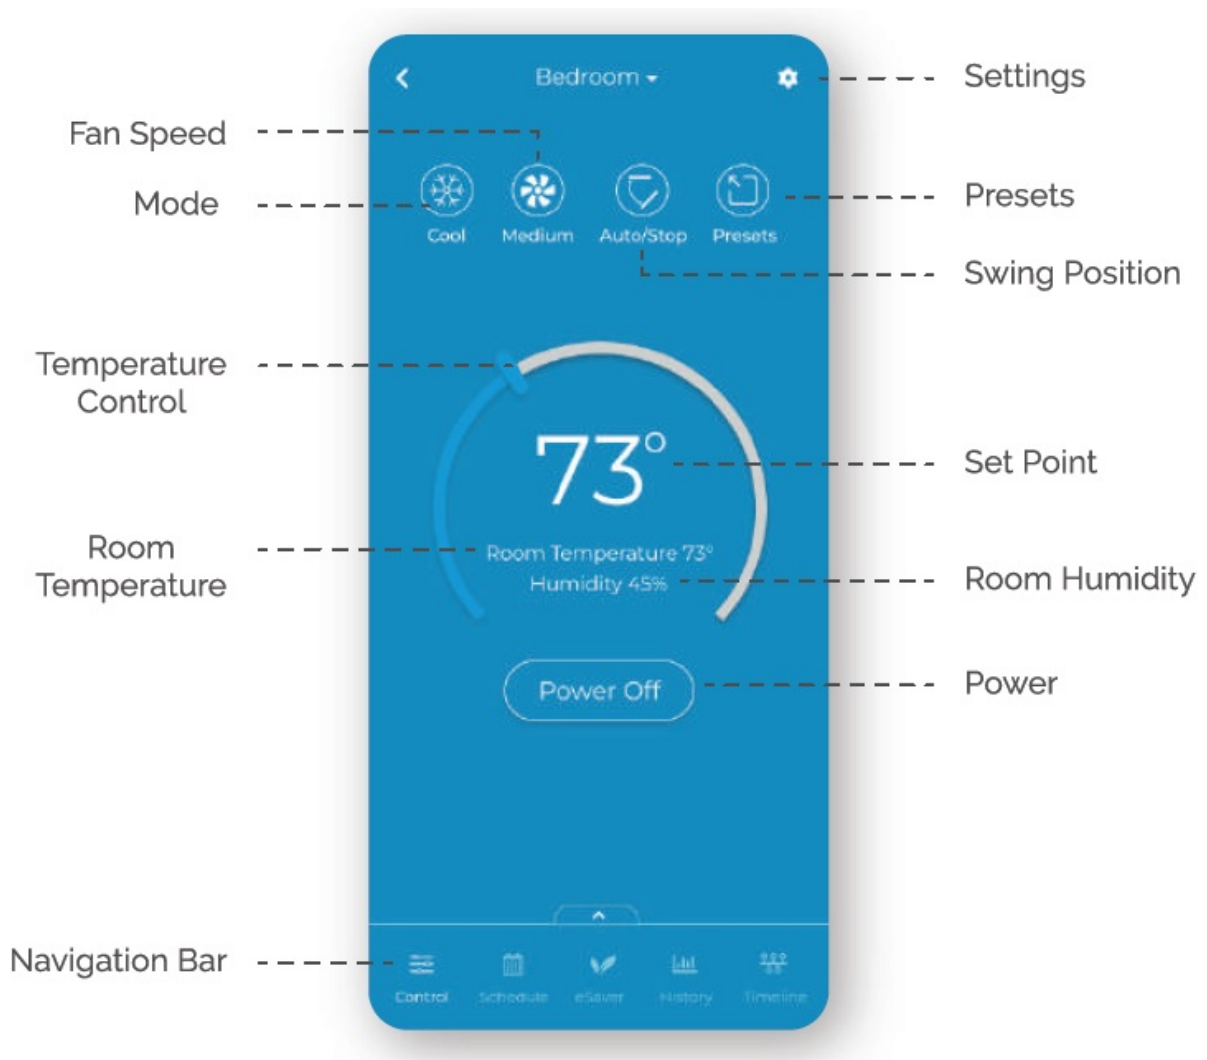 Bedroom
Settings
Fan Speed
Mode
Presets
Cool
Medium
Auto/Stop
Presets
Swing Position
Temperature
Control
73°
Set Point
Room
Temperature
Room Temperature 73°
Humidity 45%
Room Humidity
Power Off
Power
Navigation Bar
Control
Schedule
eSaver
History
Timeline